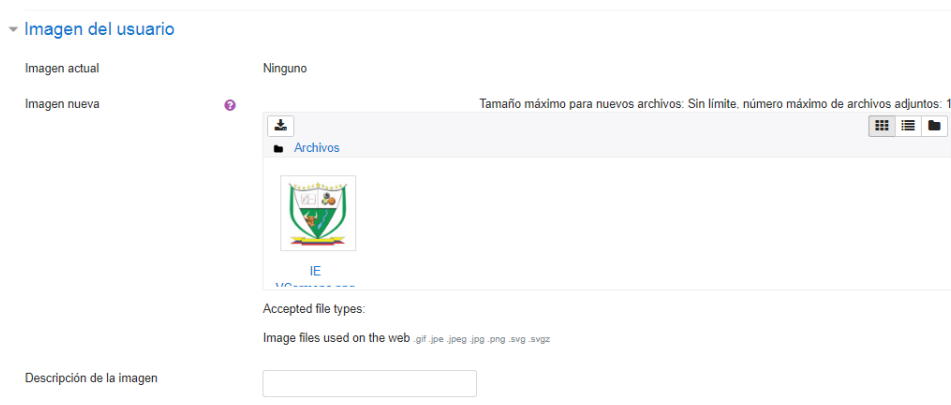 Imagen del usuario
Imagen actual
Ninguno
Imagen nueva
Tamaño máximo para nuevos archivos: Sin límite, número máximo de archivos adjuntos: 1
Archivos
IE
Accepted file types:
Image files used on the web .gif .jpe .jpeg .jpg .png .svg .svgz
Descripción de la imagen